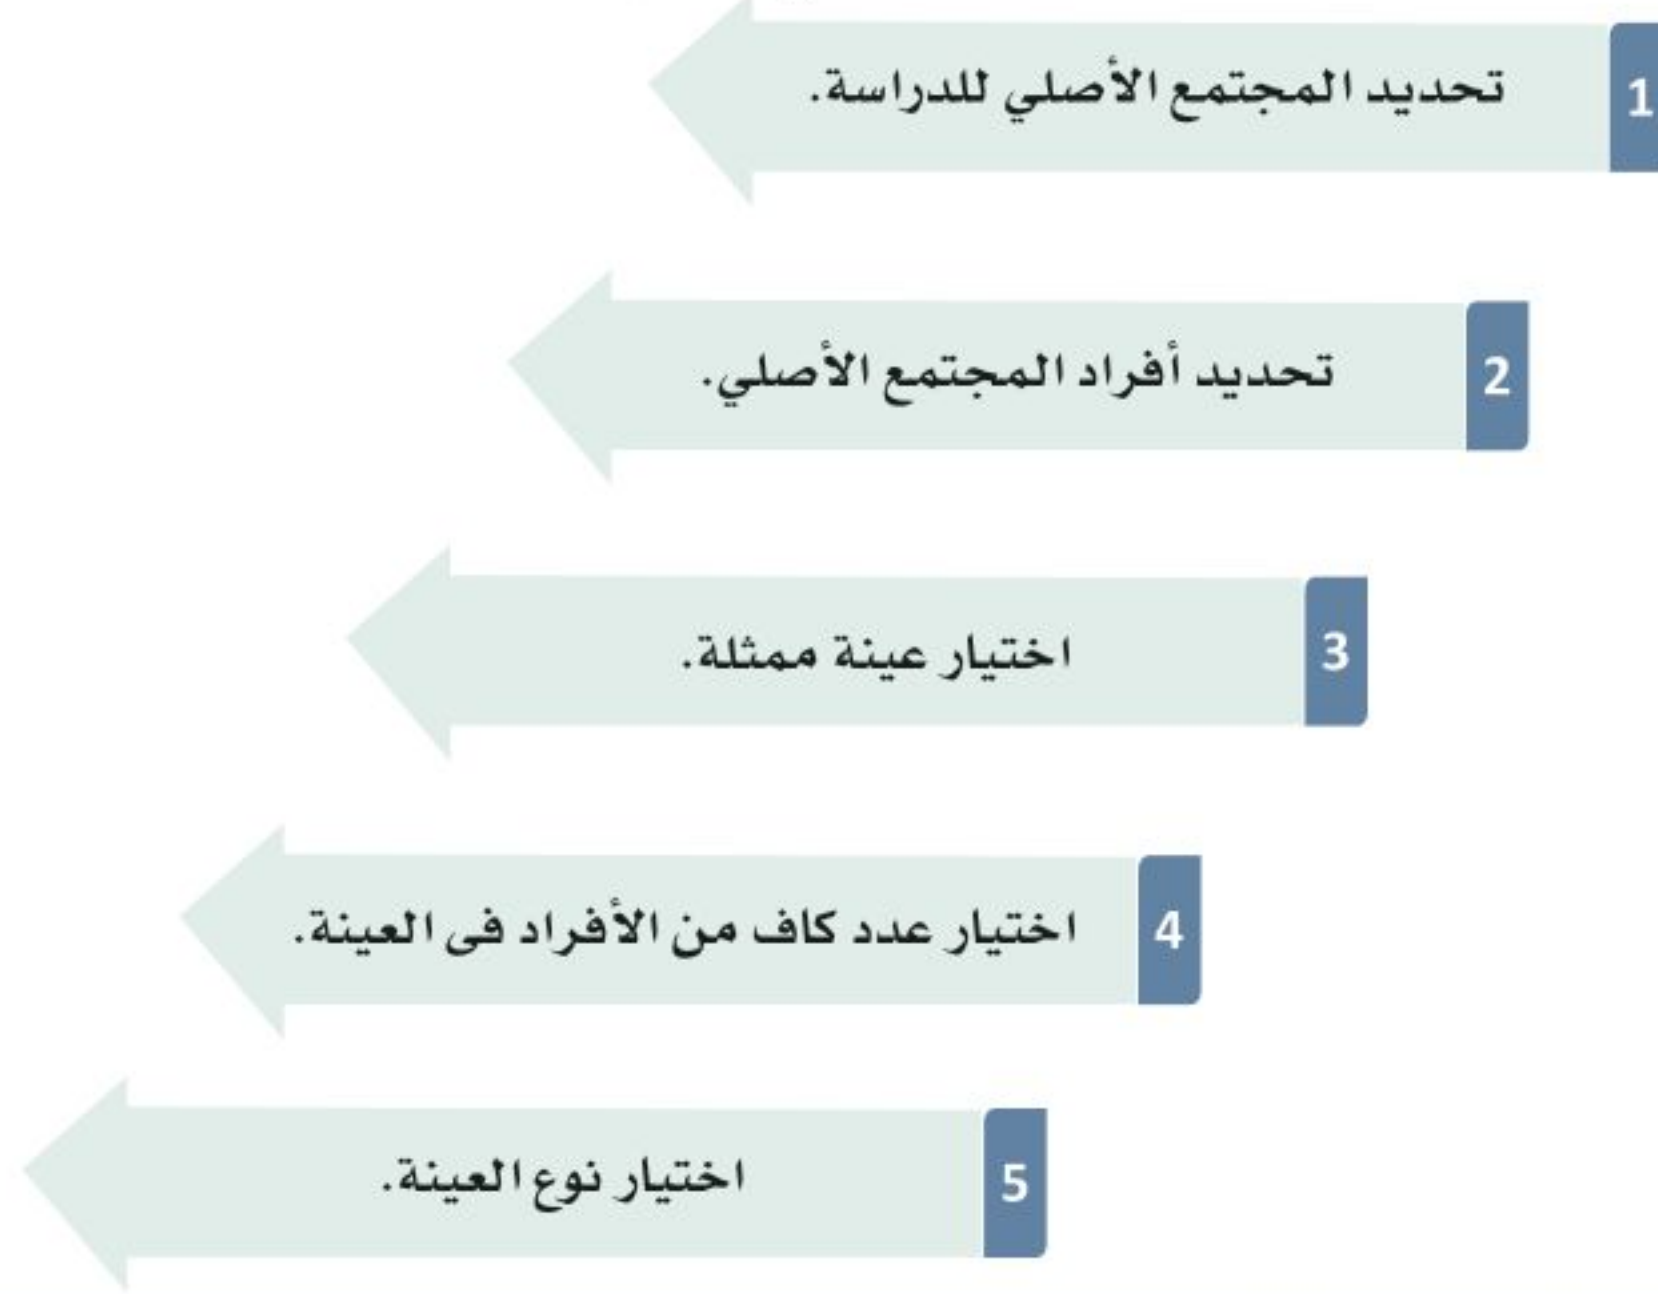 1 تحديد المجتمع الأصلي للدراسة.
2 تحديد أفراد المجتمع الأصلي.
3 اختيار عينة ممثلة.
4 اختيار عدد كاف من الأفراد فى العينة.
5 اختيار نوع العينة.